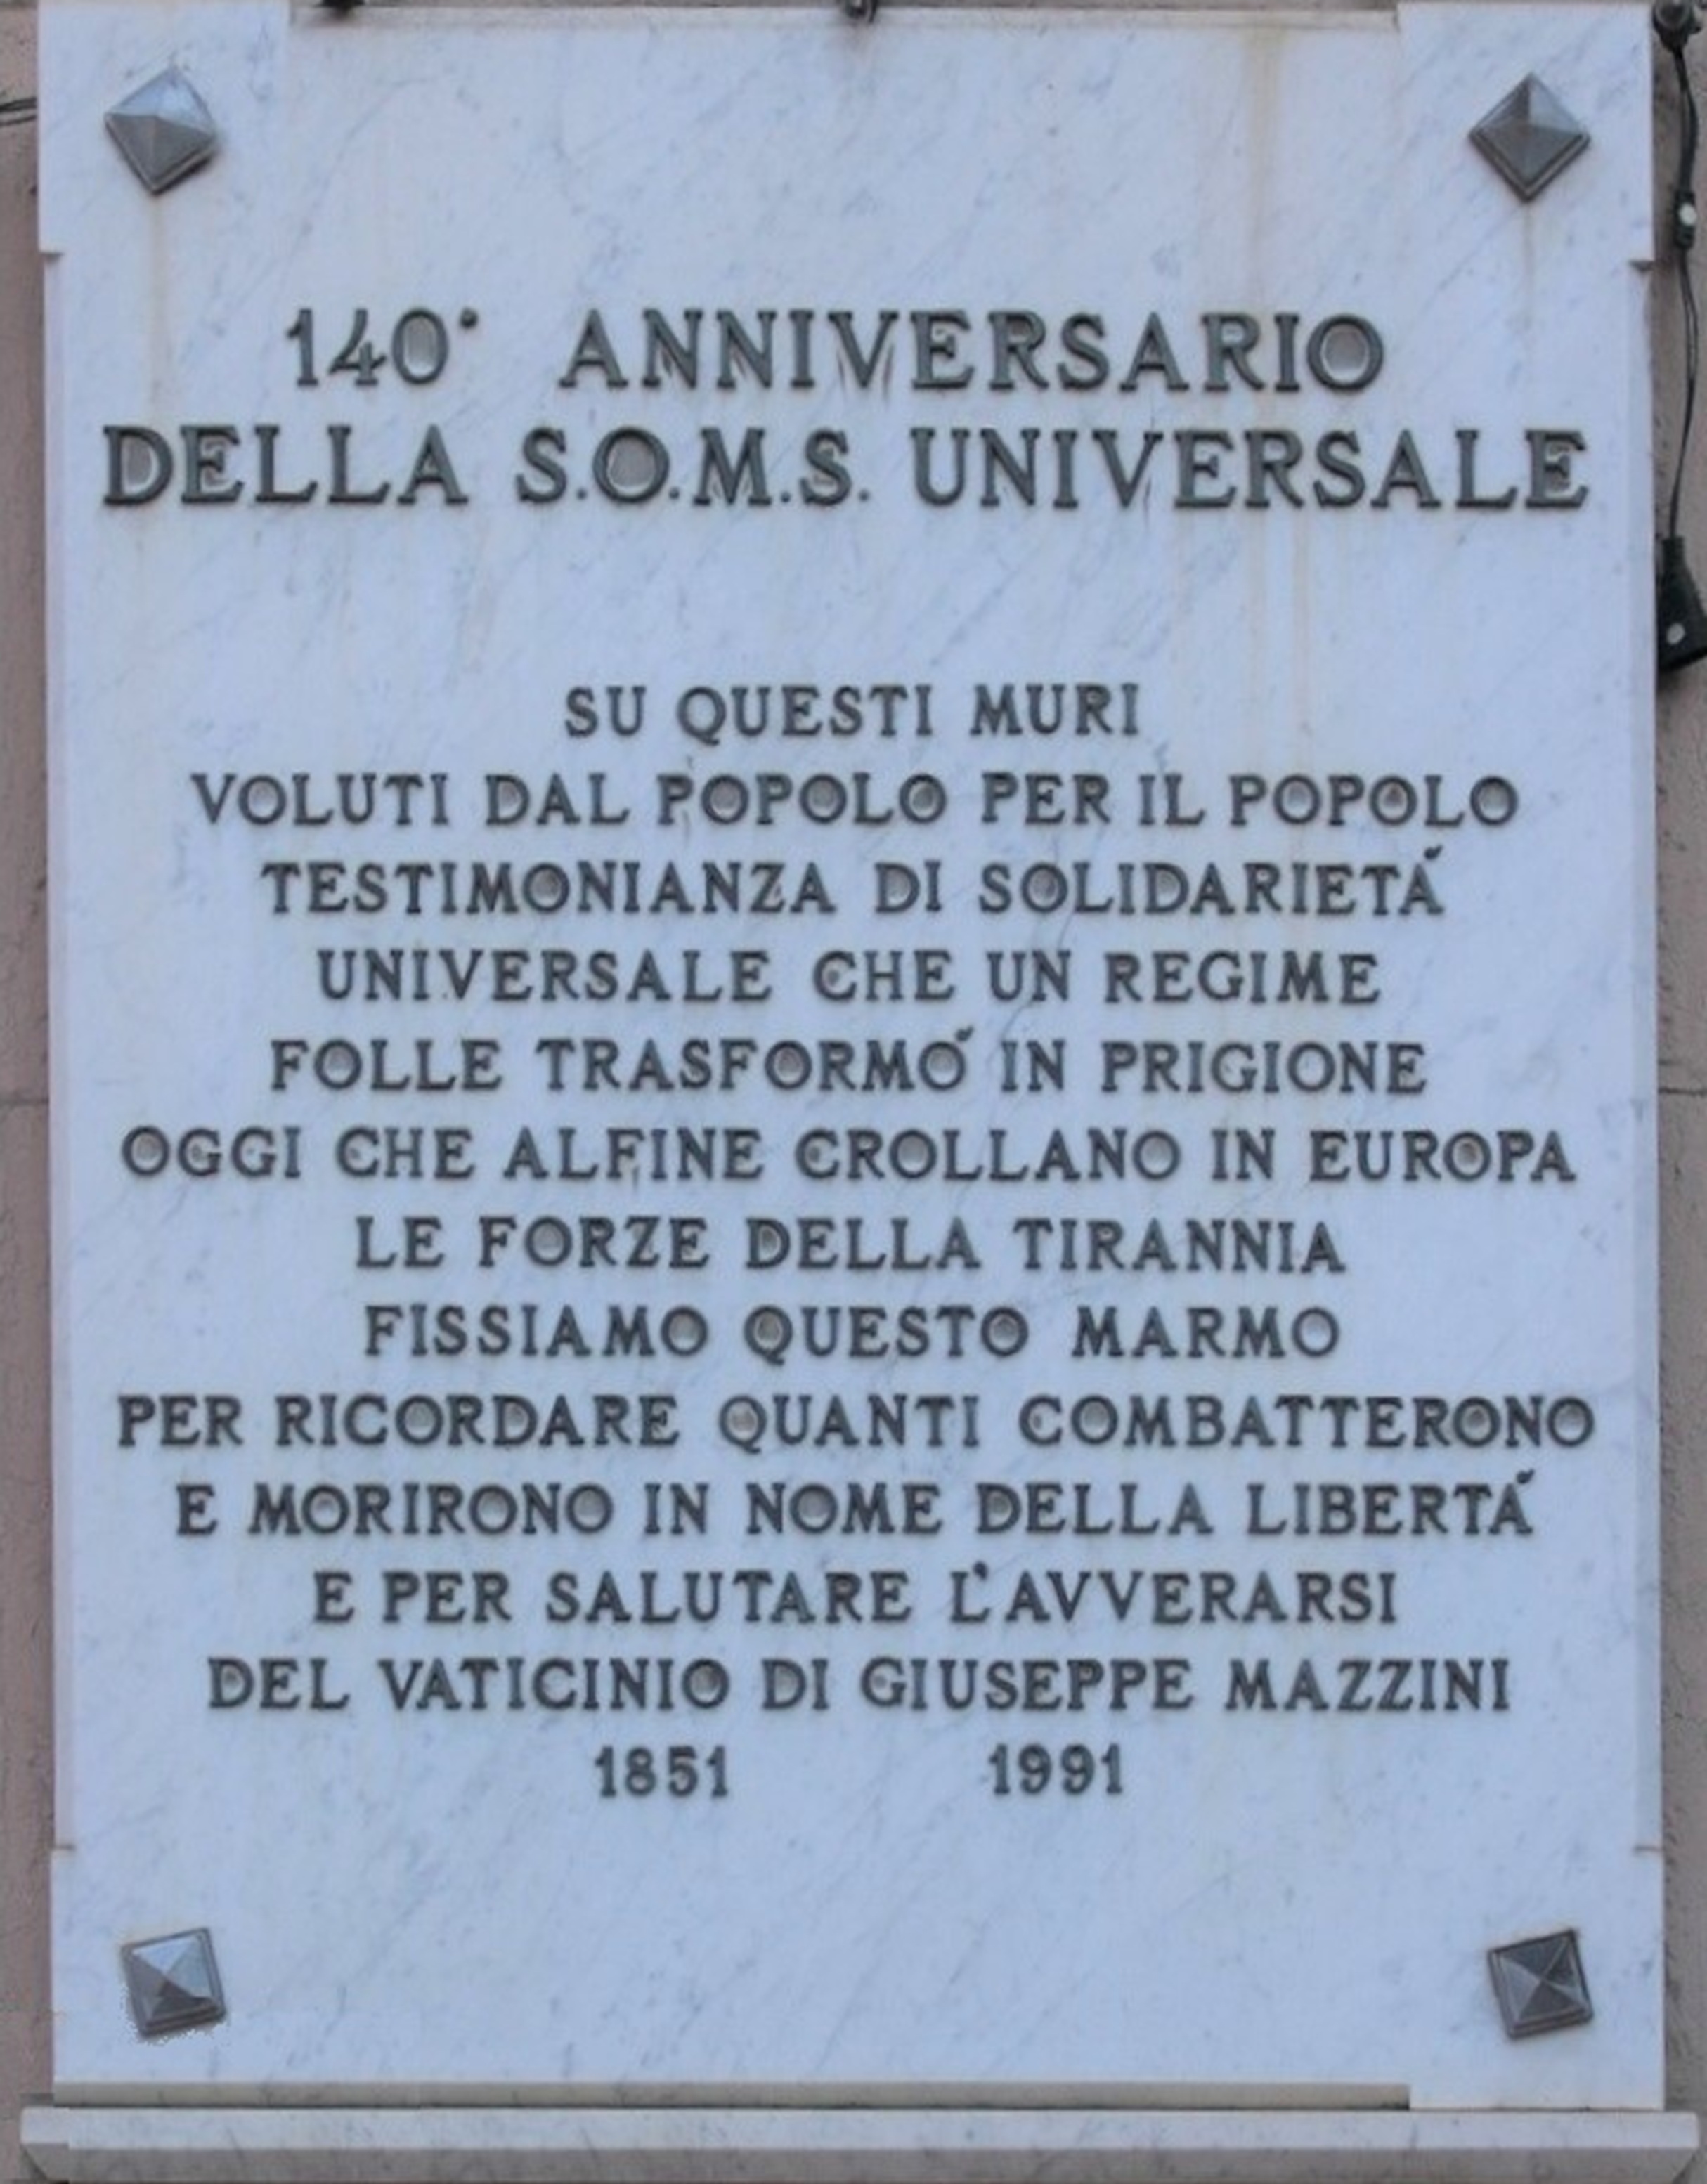 140° ANNIVERSARIO
DELLA S.O.M.S. UNIVERSALE
SU QUESTI MURI
VOLUTI DAL POPOLO PER IL POPOLO
TESTIMONIANZA DI SOLIDARIETÁ
UNIVERSALE CHE UN REGIME
FOLLE TRASFORMÓ IN PRIGIONE
OGGI CHE ALFINE CROLLANO IN EUROPA
LE FORZE DELLA TIRANNIA
FISSIAMO QUESTO MARMO
PER RICORDARE QUANTI COMBATTERONO
E MORIRONO IN NOME DELLA LIBERTÁ
E PER SALUTARE L'AVVERARSI
DEL VATICINIO DI GIUSEPPE MAZZINI
1851 1991